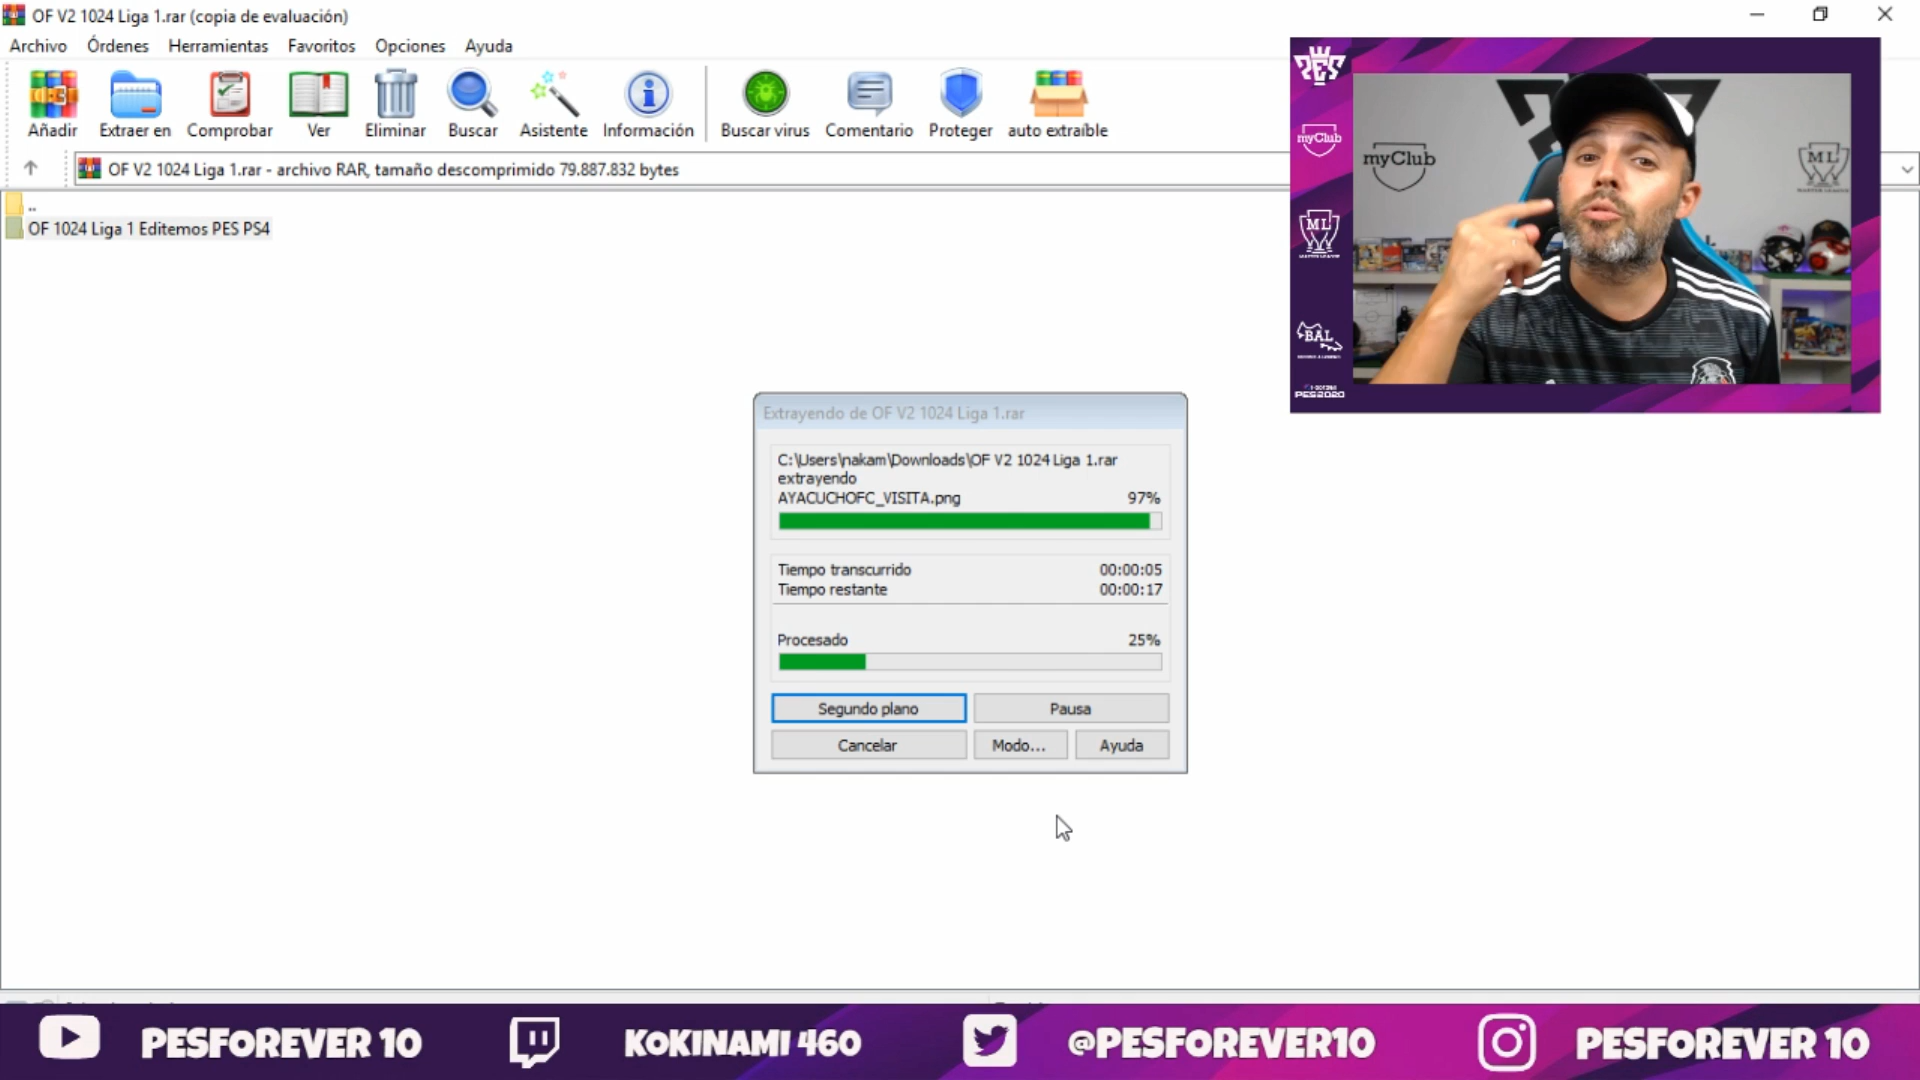 OF V2 1024 Liga 1.rar (copia de evaluación)
Archivo Órdenes Herramientas Favoritos Opciones Ayuda
Añadir Extraer en Comprobar Ver Eliminar Buscar Asistente Información Buscar virus Comentario Proteger auto extraíble
OF V2 1024 Liga 1.rar - archivo RAR, tamaño descomprimido 79.887.832 bytes
..
OF 1024 Liga 1 Editemos PES PS4
PES
myClub
ML
MASTER LEAGUE
BAL
PES2020
myClub
ML
MASTER LEAGUE
Extrayendo de OF V2 1024 Liga 1.rar
C:\Users\nakam\Downloads\OF V2 1024 Liga 1.rar
extrayendo
AYACUCHOFC_VISITA.png 97%
Tiempo transcurrido 00:00:05
Tiempo restante 00:00:17
Procesado 25%
Segundo plano Pausa
Cancelar Modo... Ayuda
PESFOREVER 10 KOKINAMI 460 @PESFOREVER10 PESFOREVER 10